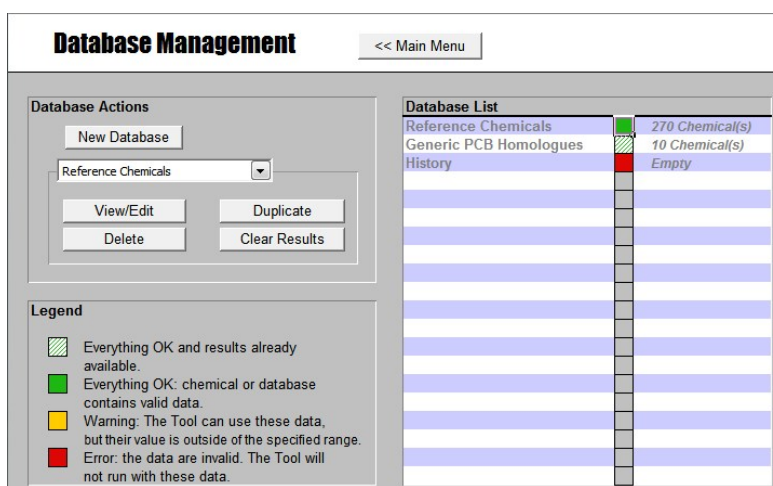 Database Management
<< Main Menu
Database Actions
New Database
Reference Chemicals
View/Edit
Duplicate
Delete
Clear Results
Legend
Everything OK and results already
available.
Everything OK: chemical or database
contains valid data.
Warning: The Tool can use these data,
but their value is outside of the specified range.
Error: the data are invalid. The Tool will
not run with these data.
Database List
Reference Chemicals 270 Chemical(s)
Generic PCB Homologues 10 Chemical(s)
History Empty